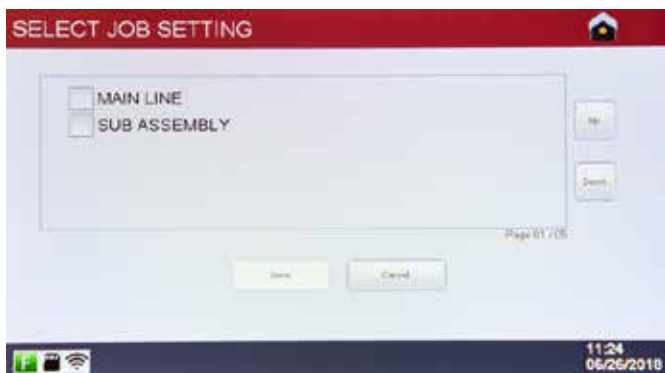 SELECT JOB SETTING
MAIN LINE
SUB ASSEMBLY
Up
Down
Page 01 / 05
Save
Cancel
F
11:24
06/26/2018